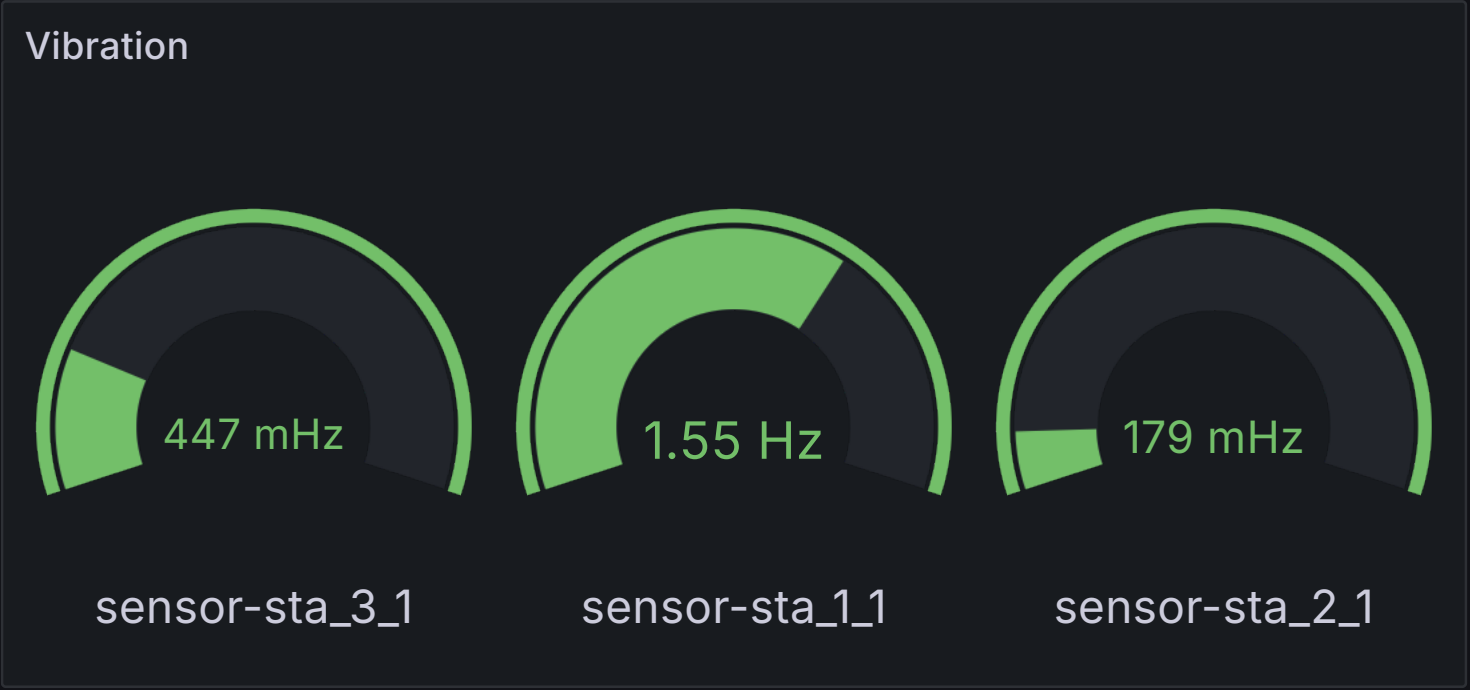 Vibration
447 mHz
1.55 Hz
179 mHz
sensor-sta_3_1
sensor-sta_1_1
sensor-sta_2_1